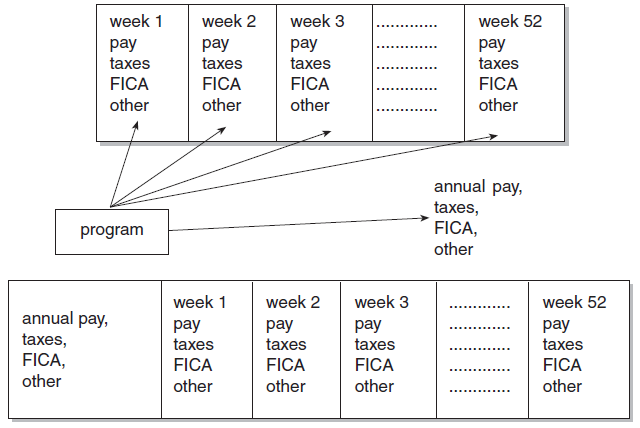 week 1 week 2 week 3 ............. week 52
pay pay pay ............. pay
taxes taxes taxes ............. taxes
FICA FICA FICA ............. FICA
other other other ............. other
annual pay,
taxes,
FICA,
other
program
week 1 week 2 week 3 ............. week 52
annual pay, pay pay pay ............. pay
taxes, taxes taxes taxes ............. taxes
FICA, FICA FICA FICA ............. FICA
other other other other ............. other